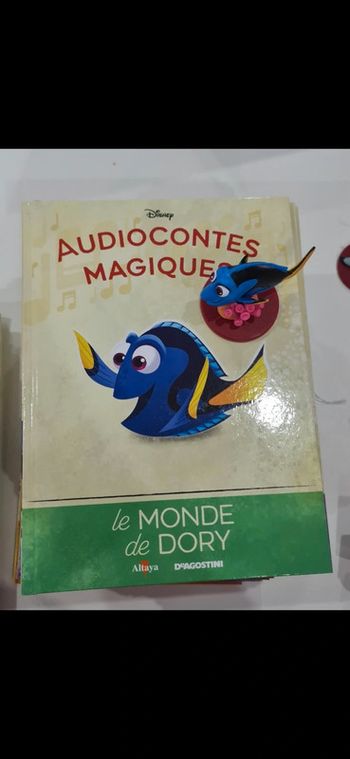 Disney
AUDIOCONTES
MAGIQUES
le MONDE
de DORY
Altaya DEAGOSTINI